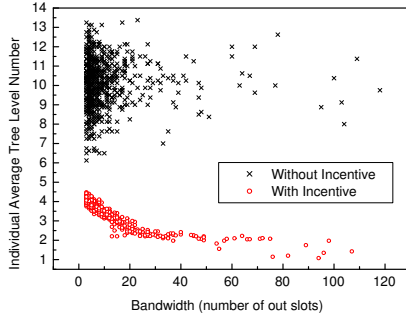 Individual Average Tree Level Number
14
13
12
11
10
9
8
7
6
5
4
3
2
1
Without Incentive
With Incentive
0 20 40 60 80 100 120
Bandwidth (number of out slots)